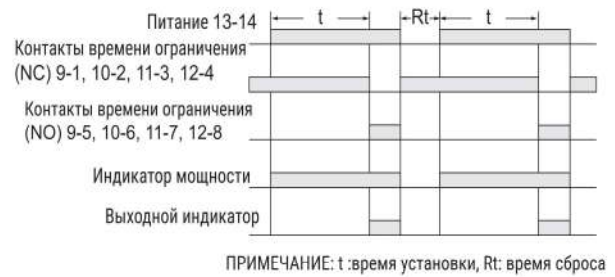 t Rt t
Питание 13-14
Контакты времени ограничения
(NC) 9-1, 10-2, 11-3, 12-4
Контакты времени ограничения
(NO) 9-5, 10-6, 11-7, 12-8
Индикатор мощности
Выходной индикатор
ПРИМЕЧАНИЕ: t :время установки, Rt: время сброса